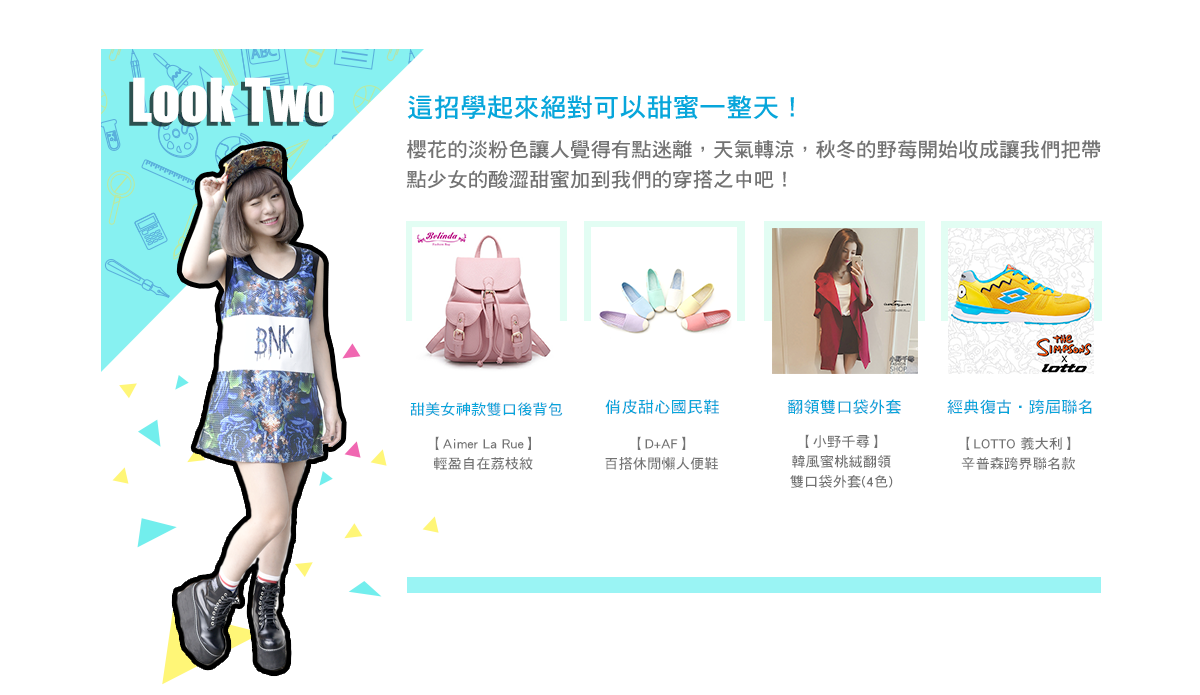 ABC
Look Two
這招學起來絕對可以甜蜜一整天！
櫻花的淡粉色讓人覺得有點迷離，天氣轉涼，秋冬的野莓開始收成讓我們把帶
點少女的酸澀甜蜜加到我們的穿搭之中吧！
BNK
Belinda
小野千尋
SHOP
THE
SIMPSONS
X
lotto
甜美女神款雙口後背包
俏皮甜心國民鞋
翻領雙口袋外套
經典復古・跨屆聯名
【Aimer La Rue】
輕盈自在荔枝紋
【D+AF】
百搭休閒懶人便鞋
【小野千尋】
韓風蜜桃絨翻領
雙口袋外套(4色)
【LOTTO 義大利】
辛普森跨界聯名款